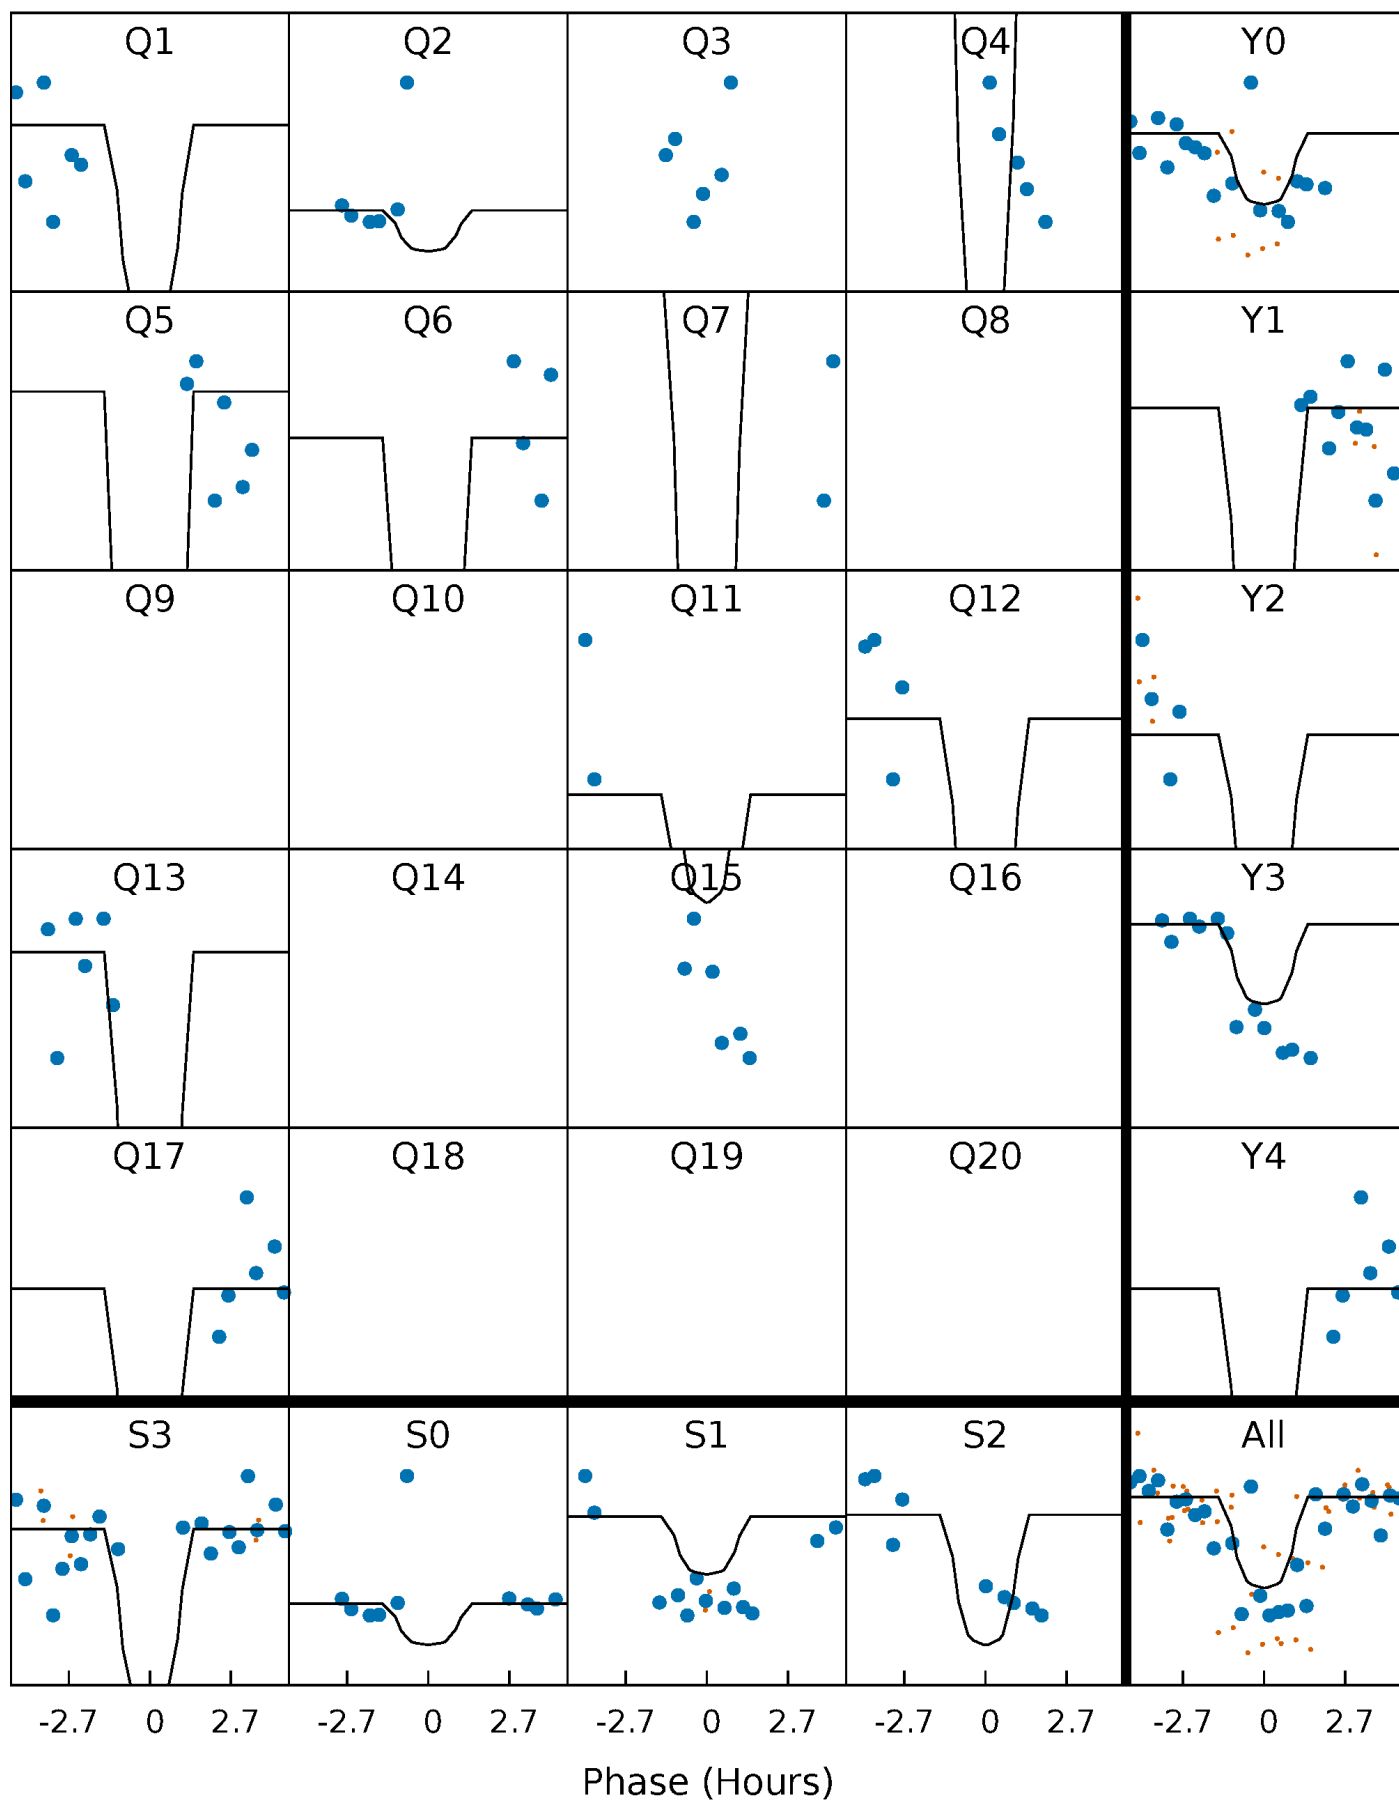 Q1 Q2 Q3 Q4 Y0
Q5 Q6 Q7 Q8 Y1
Q9 Q10 Q11 Q12 Y2
Q13 Q14 Q15 Q16 Y3
Q17 Q18 Q19 Q20 Y4
S3 S0 S1 S2 All
-2.7 0 2.7 -2.7 0 2.7 -2.7 0 2.7 -2.7 0 2.7 -2.7 0 2.7
Phase (Hours)